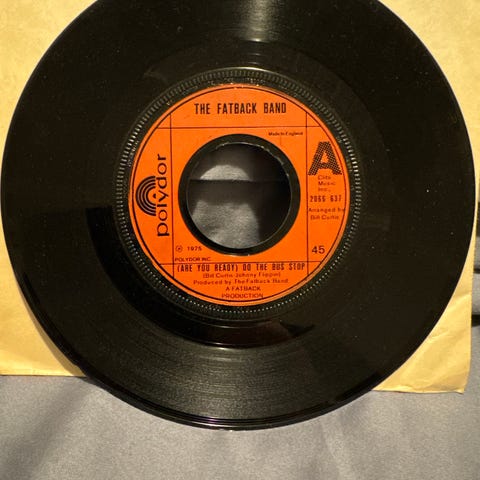 THE FATBACK BAND
Made in England
A
polydor
Clita
Music
Inc.,
2066 637
Arranged by
Bill Curtis
℗ 1975
45
POLYDOR INC
(ARE YOU READY) DO THE BUS STOP
(Bill Curtis-Johnny Flippin)
Produced by The Fatback Band
A FATBACK
PRODUCTION